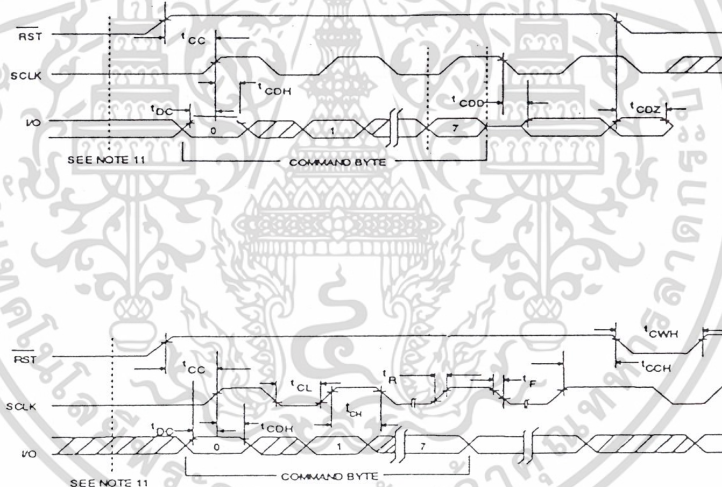 RST
tCC
SCLK
tCDH
tDC
tCDD
tCDZ
I/O
0
1
7
SEE NOTE 11
COMMAND BYTE
tCWH
RST
tCC
tCL
tR
tF
tCCH
SCLK
tCH
tDC
tCDH
I/O
0
1
7
COMMAND BYTE
SEE NOTE 11